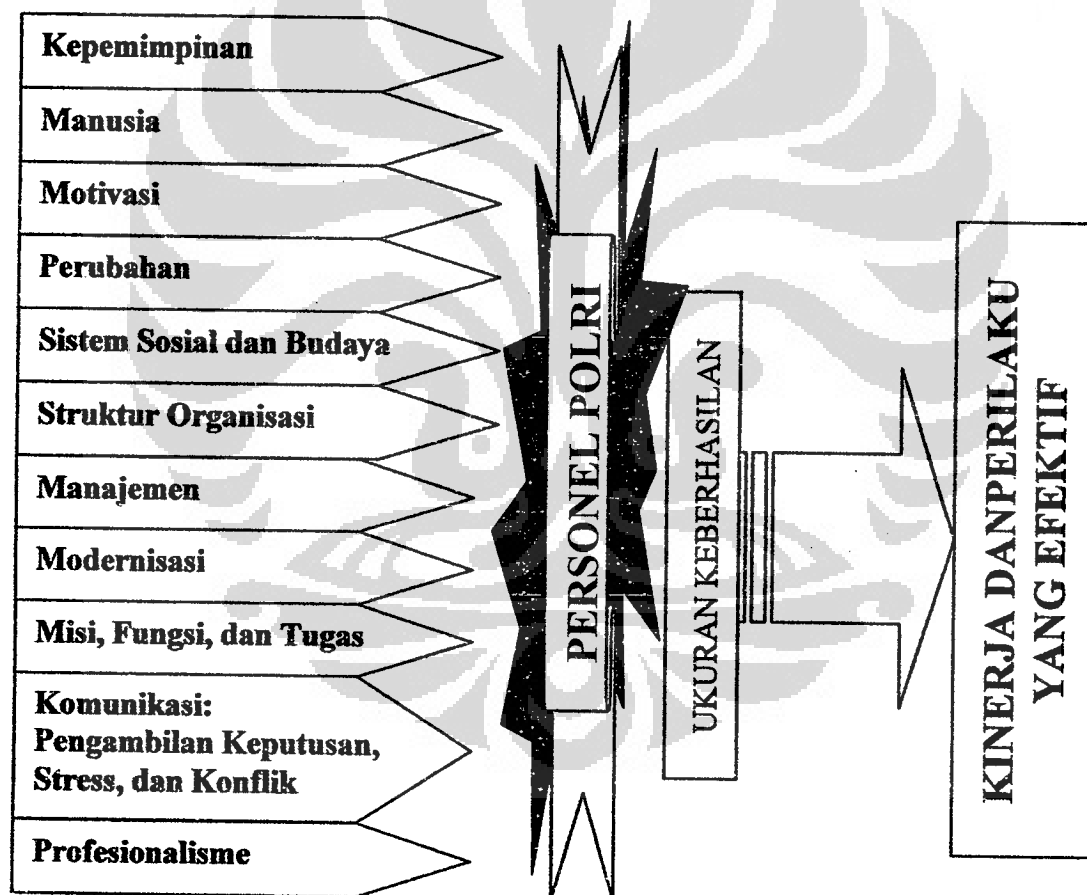 Kepemimpinan
Manusia
Motivasi
Perubahan
Sistem Sosial dan Budaya
Struktur Organisasi
Manajemen
Modernisasi
Misi, Fungsi, dan Tugas
Komunikasi:
Pengambilan Keputusan,
Stress, dan Konflik
Profesionalisme
PERSONEL POLRI
UKURAN KEBERHASILAN
KINERJA DANPERILAKU
YANG EFEKTIF